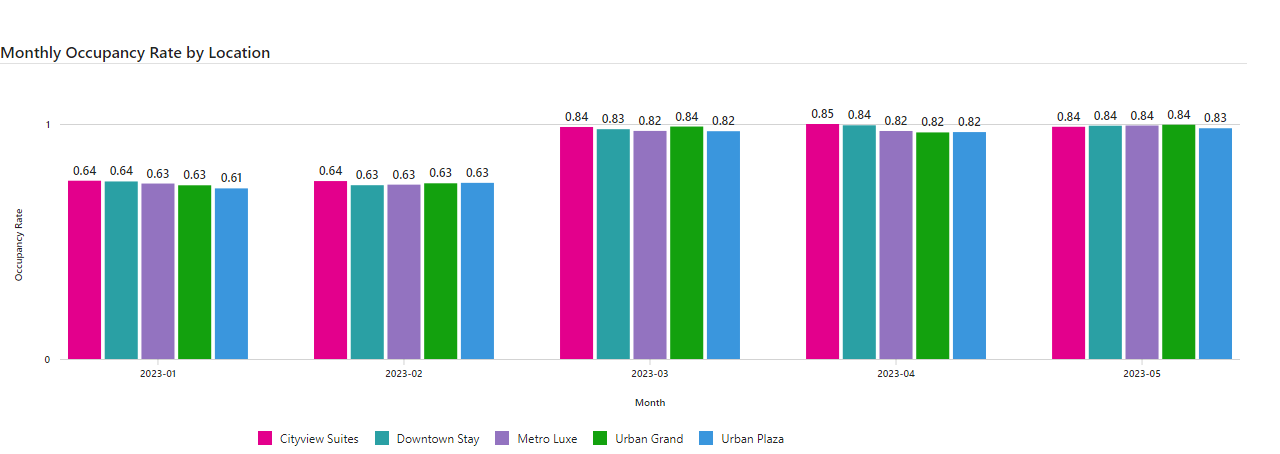 Monthly Occupancy Rate by Location
0.84 0.83 0.82 0.84 0.82
0.85 0.84 0.82 0.82 0.82
0.84 0.84 0.84 0.84 0.83
1
0.64 0.64 0.63 0.63 0.61
0.64 0.63 0.63 0.63 0.63
Occupancy Rate
0
2023-01 2023-02 2023-03 2023-04 2023-05
Month
Cityview Suites Downtown Stay Metro Luxe Urban Grand Urban Plaza